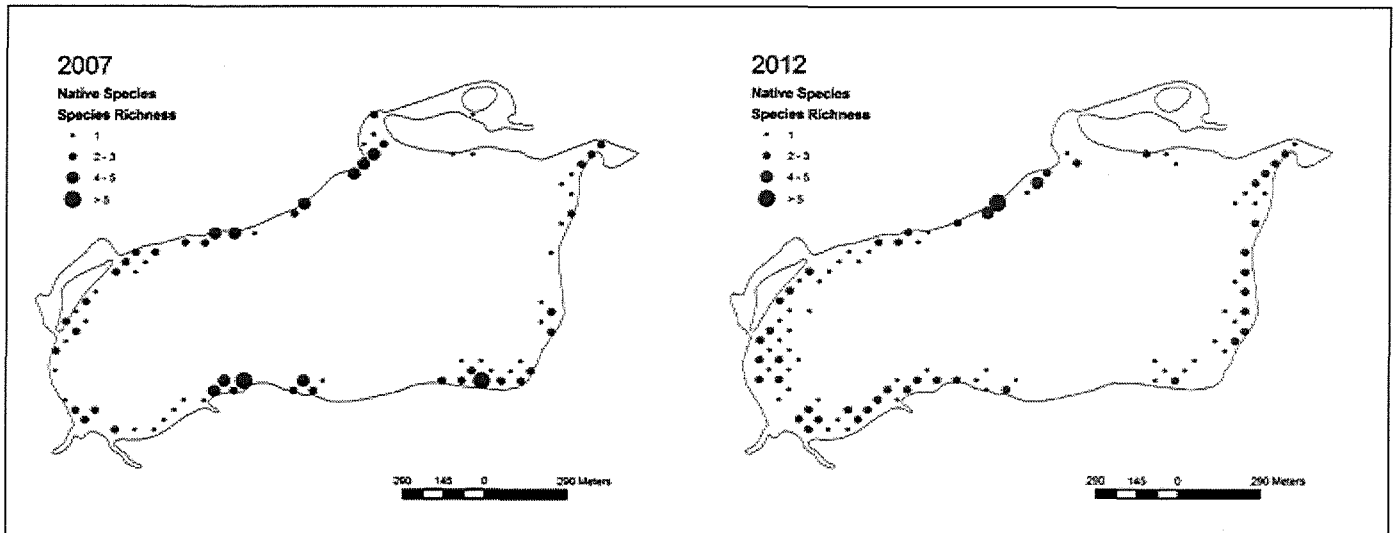 2007
Native Species
Species Richness
1
2 - 3
4 - 5
> 5
290 145 0 290 Meters
2012
Native Species
Species Richness
1
2 - 3
4 - 5
> 5
290 145 0 290 Meters